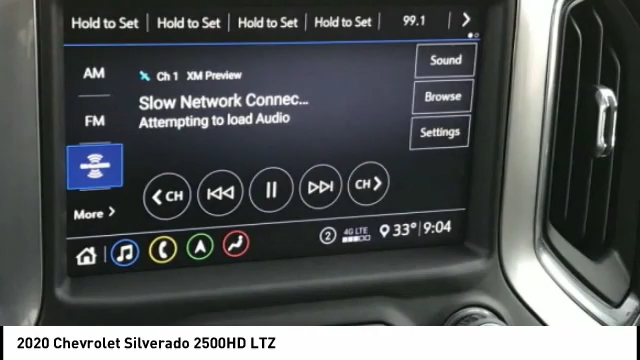 Hold to Set Hold to Set Hold to Set Hold to Set 99.1
AM Ch 1 XM Preview Sound
Slow Network Connec...
Attempting to load Audio
Browse
FM
Settings
CH CH
More
2 4G LTE 33° 9:04
2020 Chevrolet Silverado 2500HD LTZ